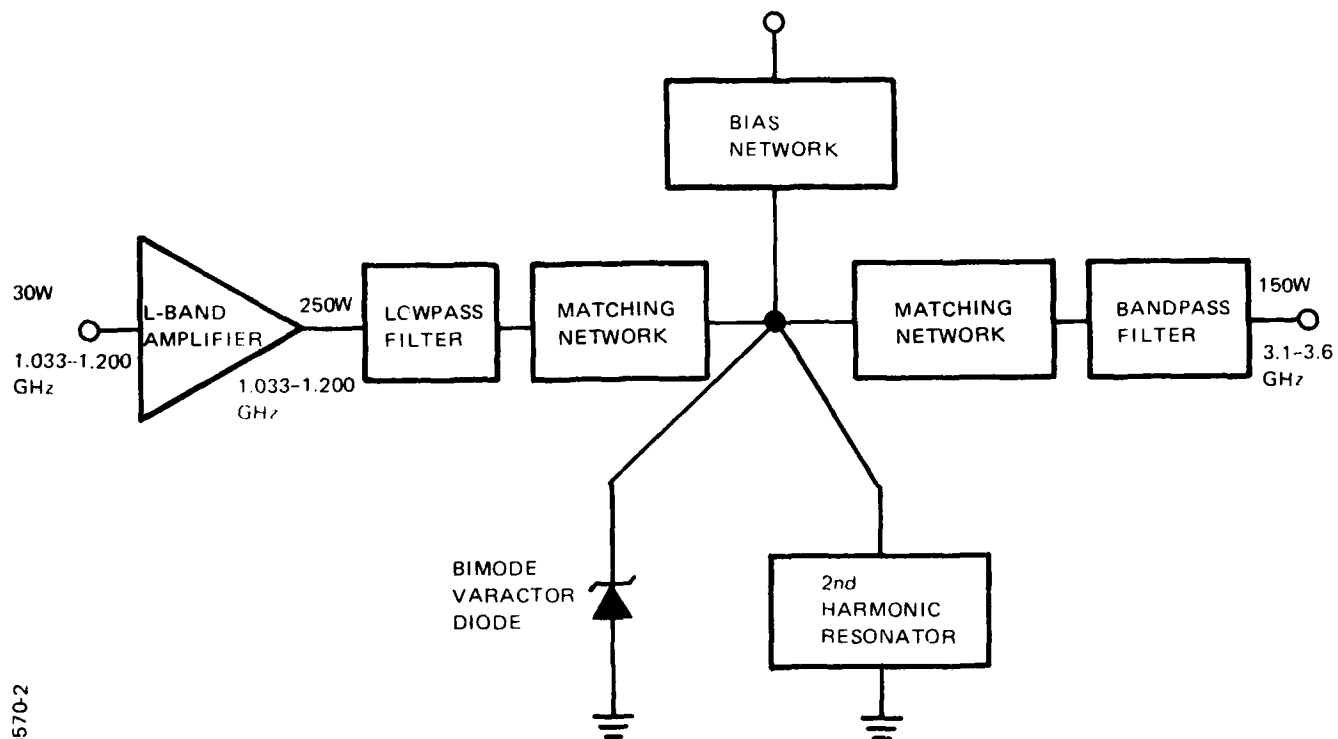 BIAS
NETWORK
30W
L-BAND
AMPLIFIER
1.033-1.200
GHz
250W
1.033-1.200
GHz
LOWPASS
FILTER
MATCHING
NETWORK
MATCHING
NETWORK
BANDPASS
FILTER
150W
3.1-3.6
GHz
BIMODE
VARACTOR
DIODE
2nd
HARMONIC
RESONATOR
570-2